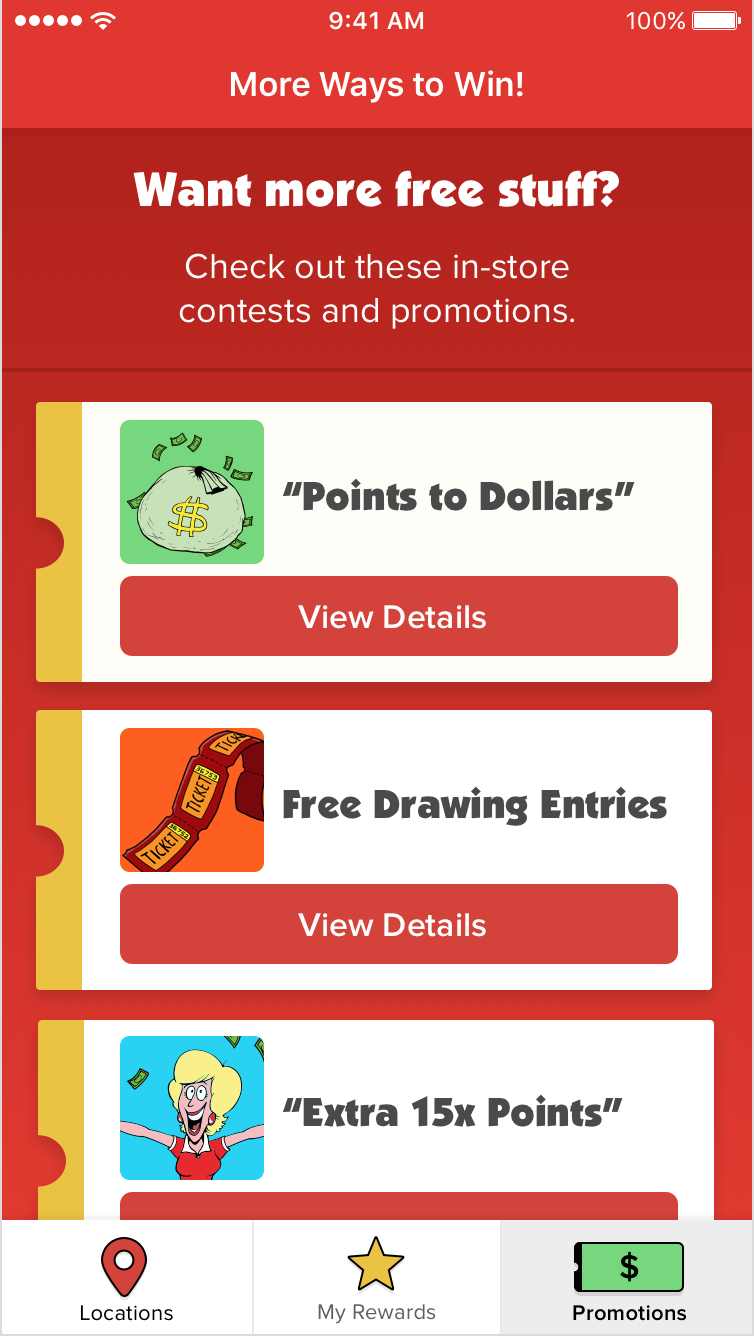 9:41 AM
100%
More Ways to Win!
Want more free stuff?
Check out these in-store
contests and promotions.
$
“Points to Dollars”
View Details
TICK
86753
TICKET
TICKET
Free Drawing Entries
View Details
“Extra 15x Points”
$
Locations
My Rewards
Promotions